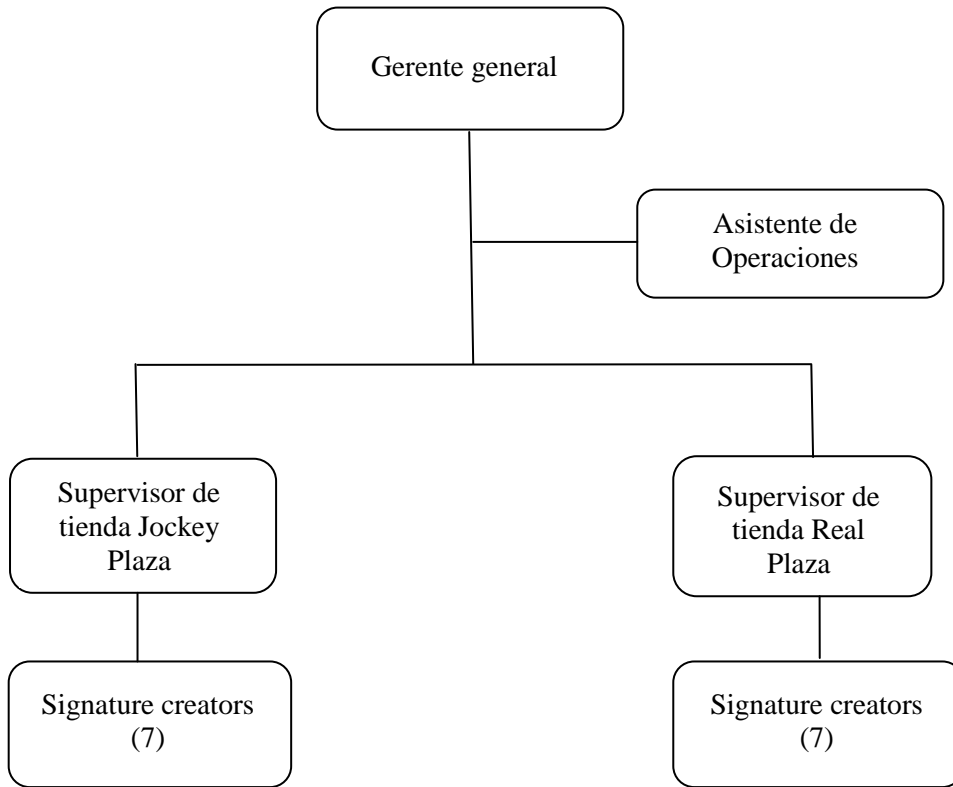 Gerente general
Asistente de
Operaciones
Supervisor de
tienda Jockey
Plaza
Supervisor de
tienda Real
Plaza
Signature creators
(7)
Signature creators
(7)